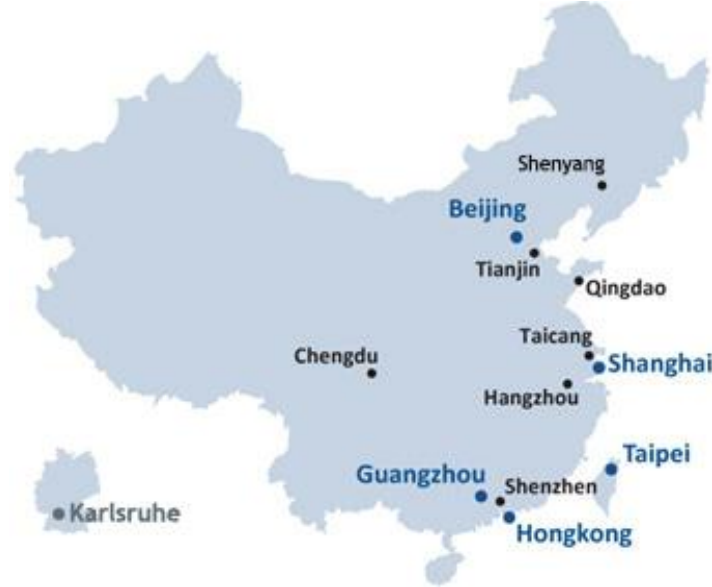 Shenyang
Beijing
Tianjin
Qingdao
Taicang
Chengdu
Shanghai
Hangzhou
Taipei
Guangzhou
Shenzhen
Karlsruhe
Hongkong